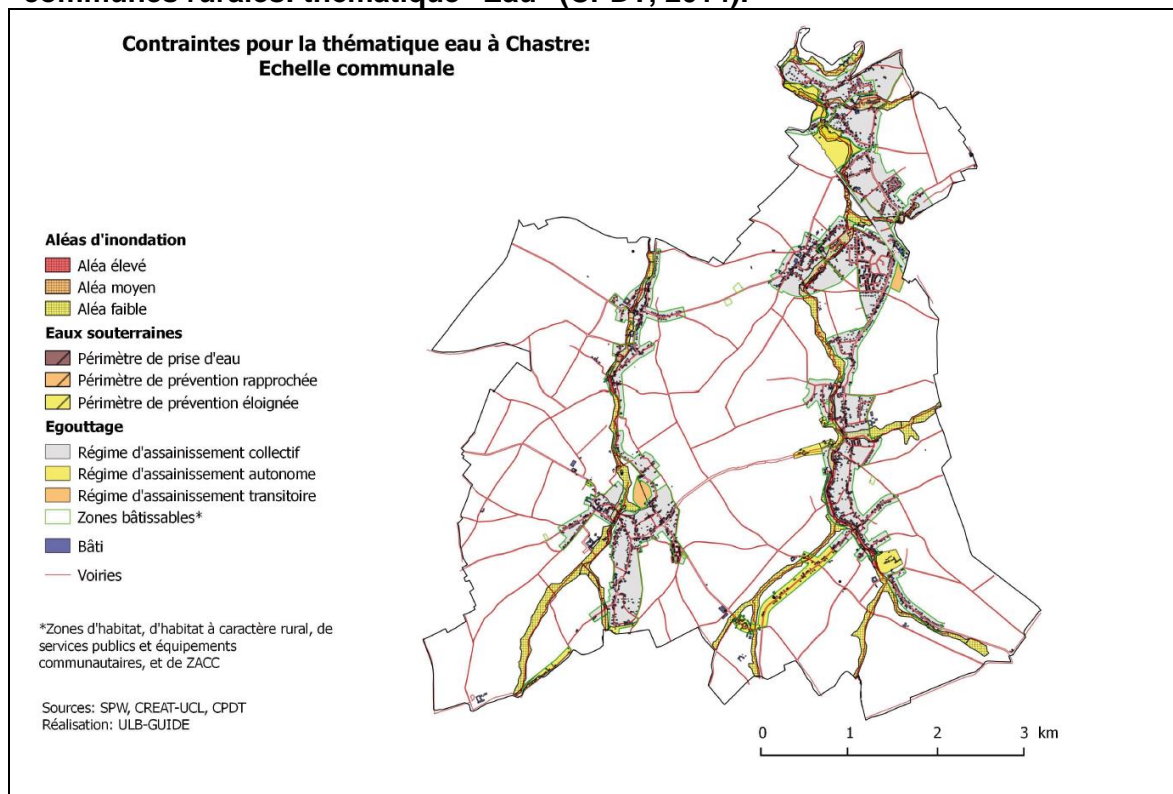 communes rurales: thématique "Eau" (CPDT, 2014).
Contraintes pour la thématique eau à Chastre:
Echelle communale
Aléas d'inondation
Aléa élevé
Aléa moyen
Aléa faible
Eaux souterraines
Périmètre de prise d'eau
Périmètre de prévention rapprochée
Périmètre de prévention éloignée
Egouttage
Régime d'assainissement collectif
Régime d'assainissement autonome
Régime d'assainissement transitoire
Zones bâtissables*
Bâti
Voiries
*Zones d'habitat, d'habitat à caractère rural, de
services publics et équipements
communautaires, et de ZACC
Sources: SPW, CREAT-UCL, CPDT
Réalisation: ULB-GUIDE
0 1 2 3 km